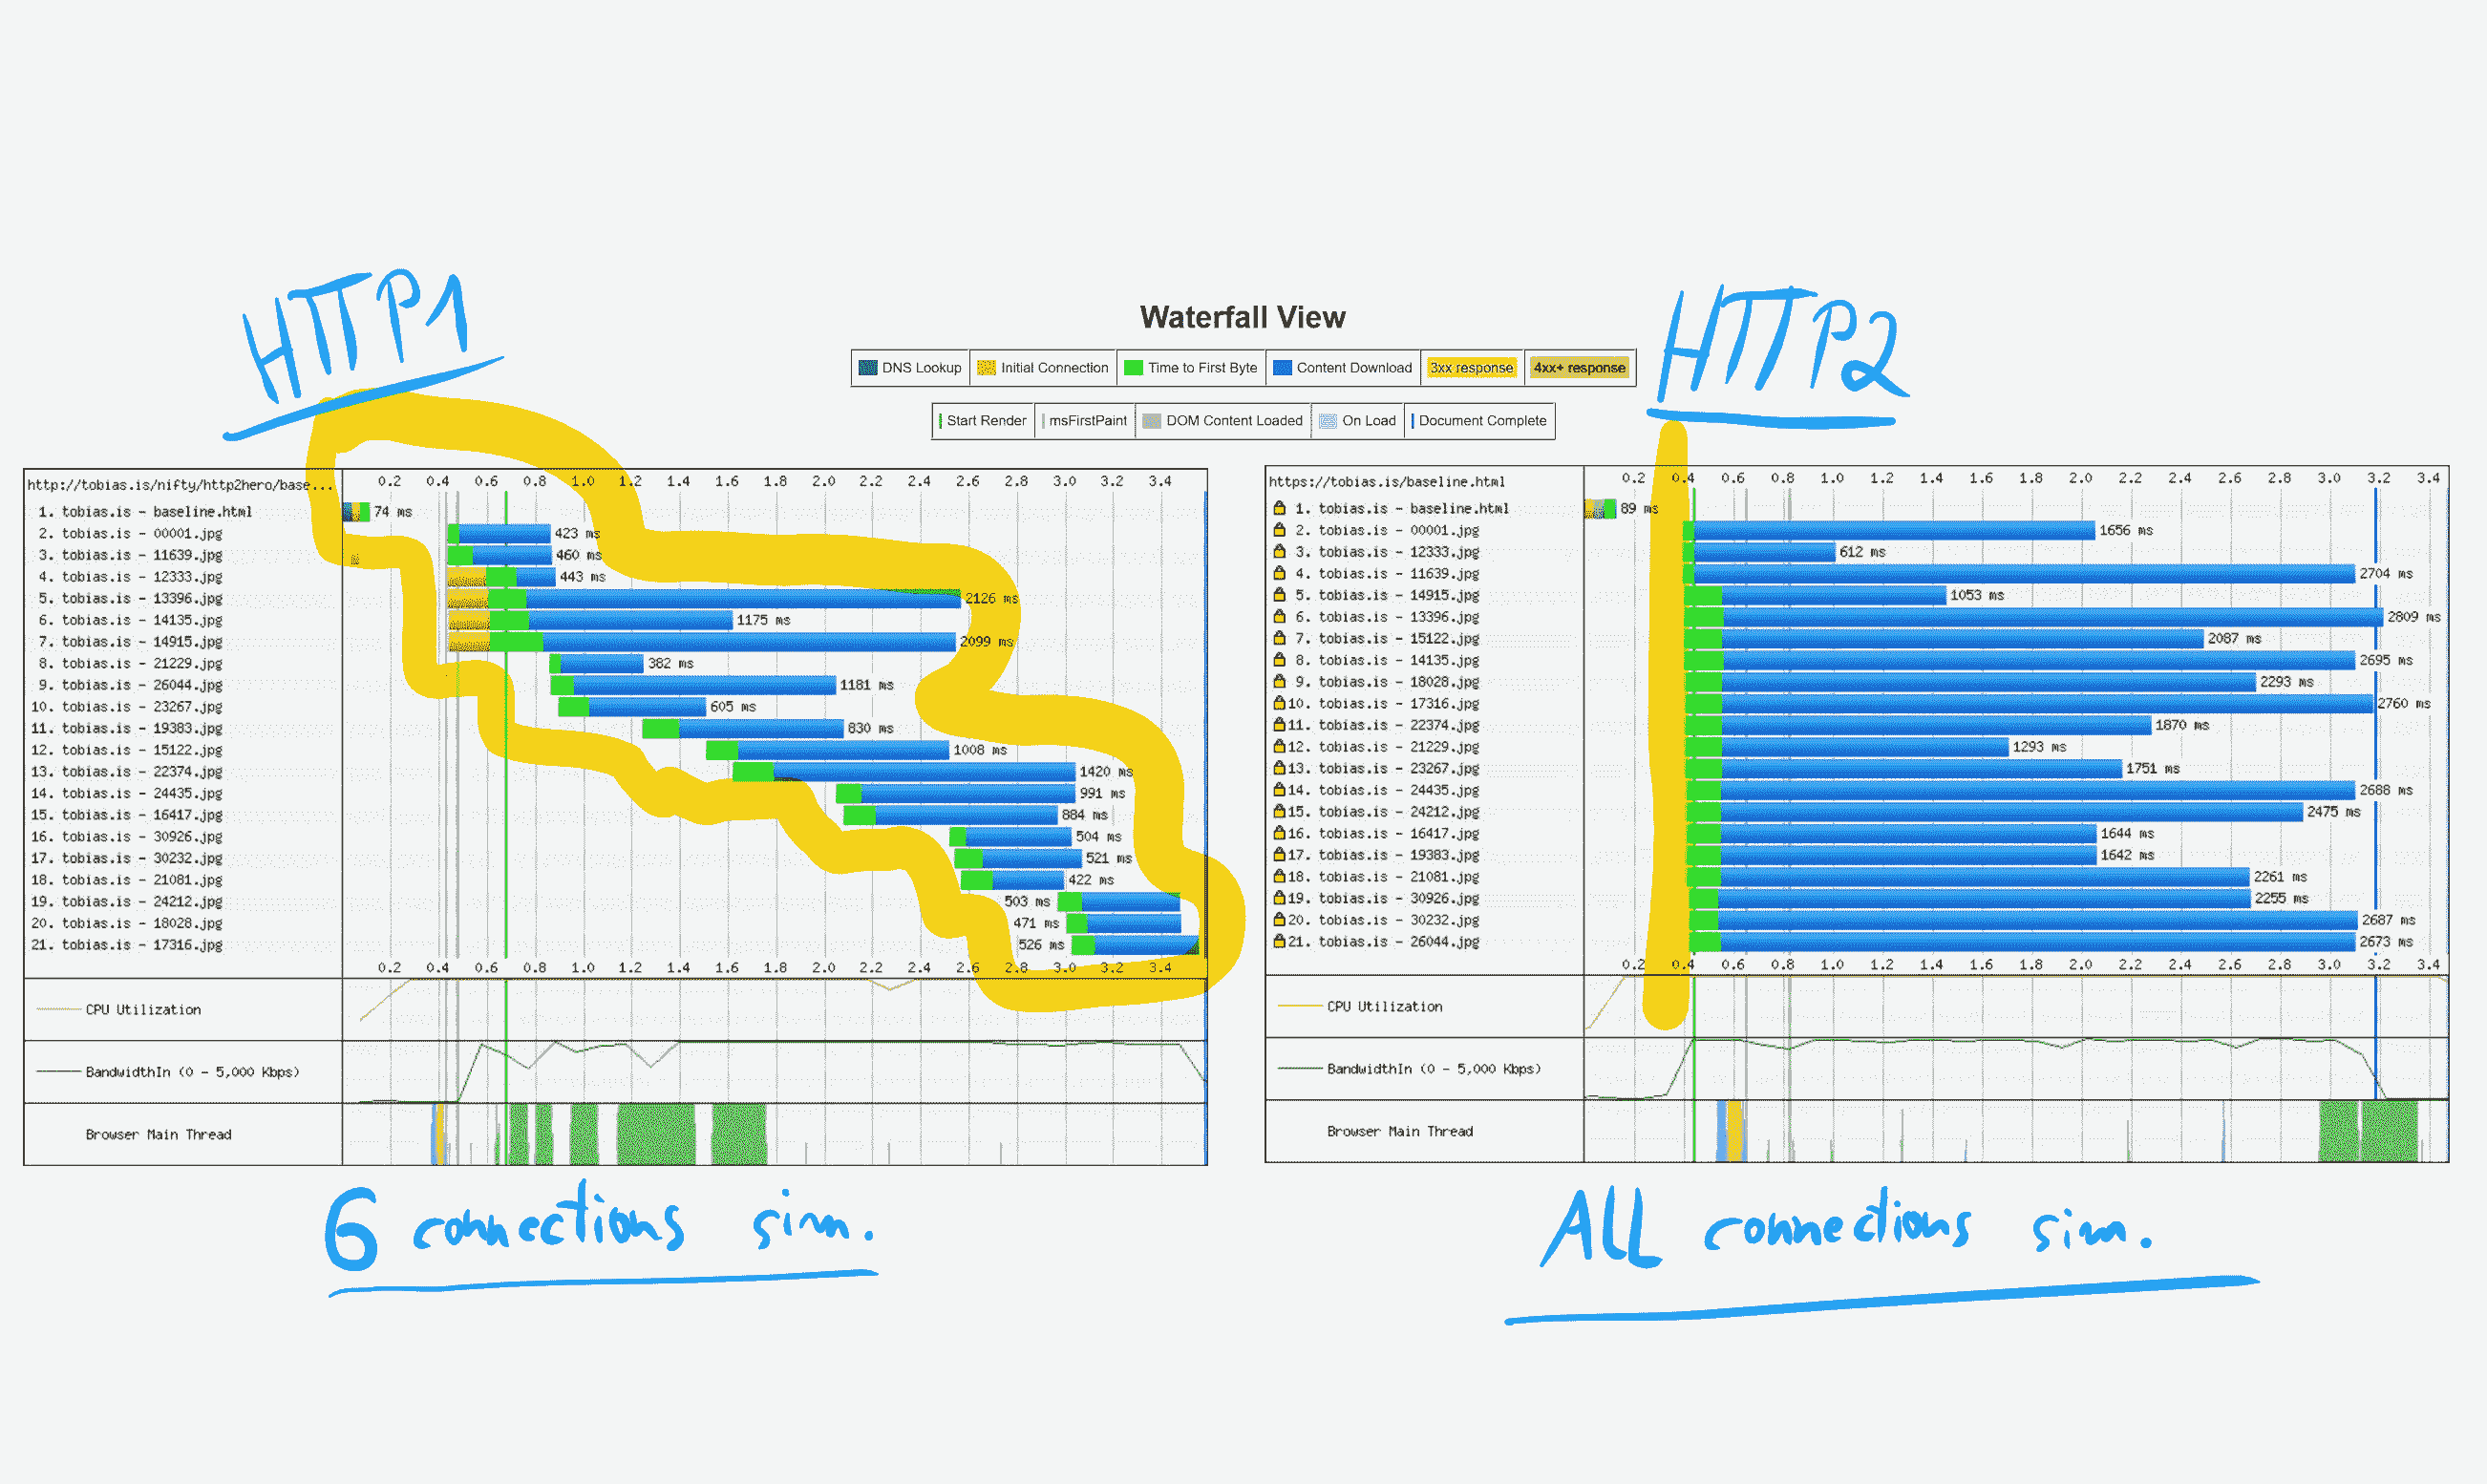 HTTP1
HTTP2
Waterfall View
DNS Lookup Initial Connection Time to First Byte Content Download 3xx response 4xx+ response
Start Render msFirstPaint DOM Content Loaded On Load Document Complete
http://tobias.is/nifty/http2hero/base... 0.2 0.4 0.6 0.8 1.0 1.2 1.4 1.6 1.8 2.0 2.2 2.4 2.6 2.8 3.0 3.2 3.4
1. tobias.is - baseline.html 74 ms
2. tobias.is - 00001.jpg 423 ms
3. tobias.is - 11639.jpg 460 ms
4. tobias.is - 12333.jpg 443 ms
5. tobias.is - 13396.jpg 2126 ms
6. tobias.is - 14135.jpg 1175 ms
7. tobias.is - 14915.jpg 2099 ms
8. tobias.is - 21229.jpg 382 ms
9. tobias.is - 26044.jpg 1181 ms
10. tobias.is - 23267.jpg 605 ms
11. tobias.is - 19383.jpg 830 ms
12. tobias.is - 15122.jpg 1008 ms
13. tobias.is - 22374.jpg 1420 ms
14. tobias.is - 24435.jpg 991 ms
15. tobias.is - 16417.jpg 884 ms
16. tobias.is - 30926.jpg 504 ms
17. tobias.is - 30232.jpg 521 ms
18. tobias.is - 21081.jpg 422 ms
19. tobias.is - 24212.jpg 503 ms
20. tobias.is - 18028.jpg 471 ms
21. tobias.is - 17316.jpg 526 ms
0.2 0.4 0.6 0.8 1.0 1.2 1.4 1.6 1.8 2.0 2.2 2.4 2.6 2.8 3.0 3.2 3.4
CPU Utilization
BandwidthIn (0 - 5,000 Kbps)
Browser Main Thread
6 connections sim.
https://tobias.is/baseline.html 0.2 0.4 0.6 0.8 1.0 1.2 1.4 1.6 1.8 2.0 2.2 2.4 2.6 2.8 3.0 3.2 3.4
1. tobias.is - baseline.html 89 ms
2. tobias.is - 00001.jpg 1656 ms
3. tobias.is - 12333.jpg 612 ms
4. tobias.is - 11639.jpg 2704 ms
5. tobias.is - 14915.jpg 1053 ms
6. tobias.is - 13396.jpg 2809 ms
7. tobias.is - 15122.jpg 2087 ms
8. tobias.is - 14135.jpg 2695 ms
9. tobias.is - 18028.jpg 2293 ms
10. tobias.is - 17316.jpg 2760 ms
11. tobias.is - 22374.jpg 1870 ms
12. tobias.is - 21229.jpg 1293 ms
13. tobias.is - 23267.jpg 1751 ms
14. tobias.is - 24435.jpg 2688 ms
15. tobias.is - 24212.jpg 2475 ms
16. tobias.is - 16417.jpg 1644 ms
17. tobias.is - 19383.jpg 1642 ms
18. tobias.is - 21081.jpg 2261 ms
19. tobias.is - 30926.jpg 2255 ms
20. tobias.is - 30232.jpg 2687 ms
21. tobias.is - 26044.jpg 2673 ms
0.2 0.4 0.6 0.8 1.0 1.2 1.4 1.6 1.8 2.0 2.2 2.4 2.6 2.8 3.0 3.2 3.4
CPU Utilization
BandwidthIn (0 - 5,000 Kbps)
Browser Main Thread
ALL connections sim.